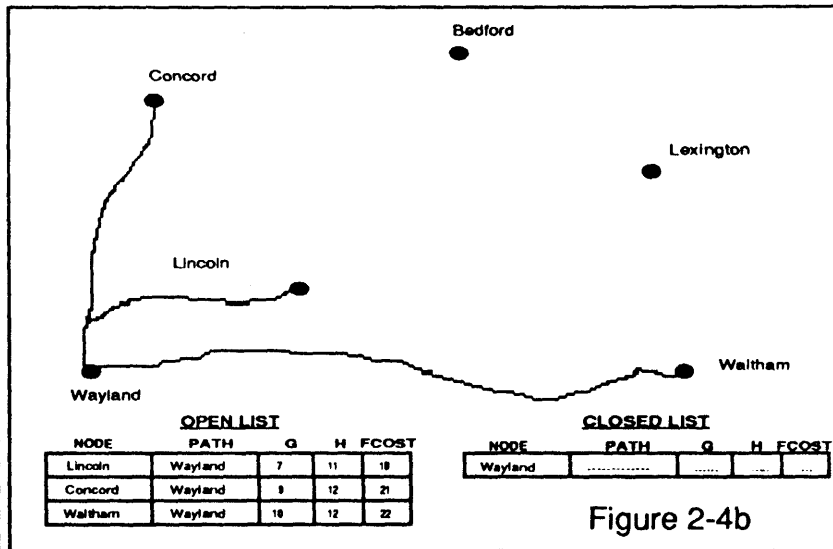 Bedford
Concord
Lexington
Lincoln
Wayland
Waltham
OPEN LIST
NODE PATH G H FCOST
Lincoln Wayland 7 11 18
Concord Wayland 9 12 21
Waltham Wayland 10 12 22
CLOSED LIST
NODE PATH G H FCOST
Wayland ............ ...... ..... ....
Figure 2-4b